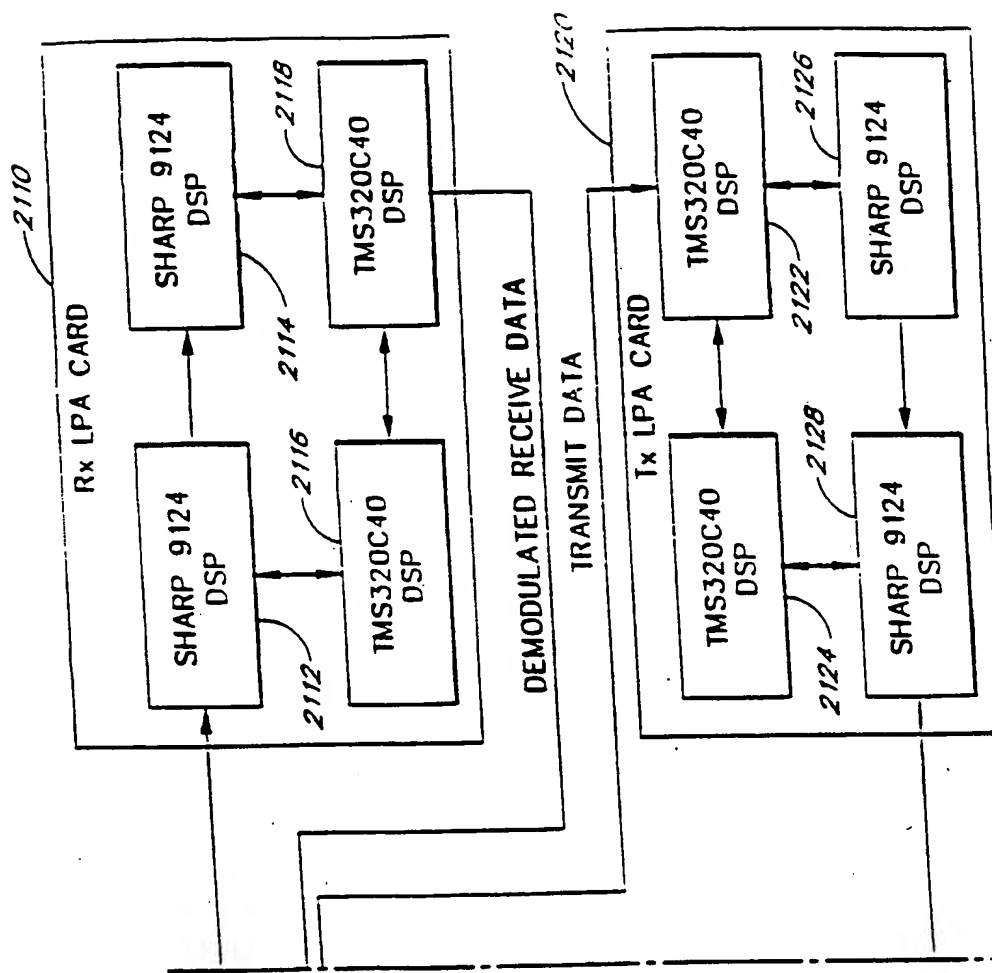 2110
Rx LPA CARD
SHARP 9124
DSP
2112
SHARP 9124
DSP
2114
TMS320C40
DSP
2116
TMS320C40
DSP
2118
DEMODULATED RECEIVE DATA
TRANSMIT DATA
2120
Tx LPA CARD
TMS320C40
DSP
2124
TMS320C40
DSP
2122
SHARP 9124
DSP
2128
SHARP 9124
DSP
2126